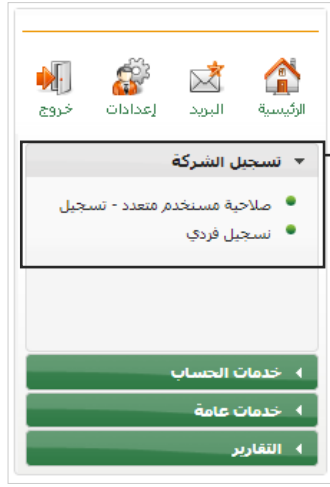 الرئيسية البريد إعدادات خروج
تسجيل الشركة
صلاحية مستخدم متعدد - تسجيل
تسجيل فردي
خدمات الحساب
خدمات عامة
التقارير